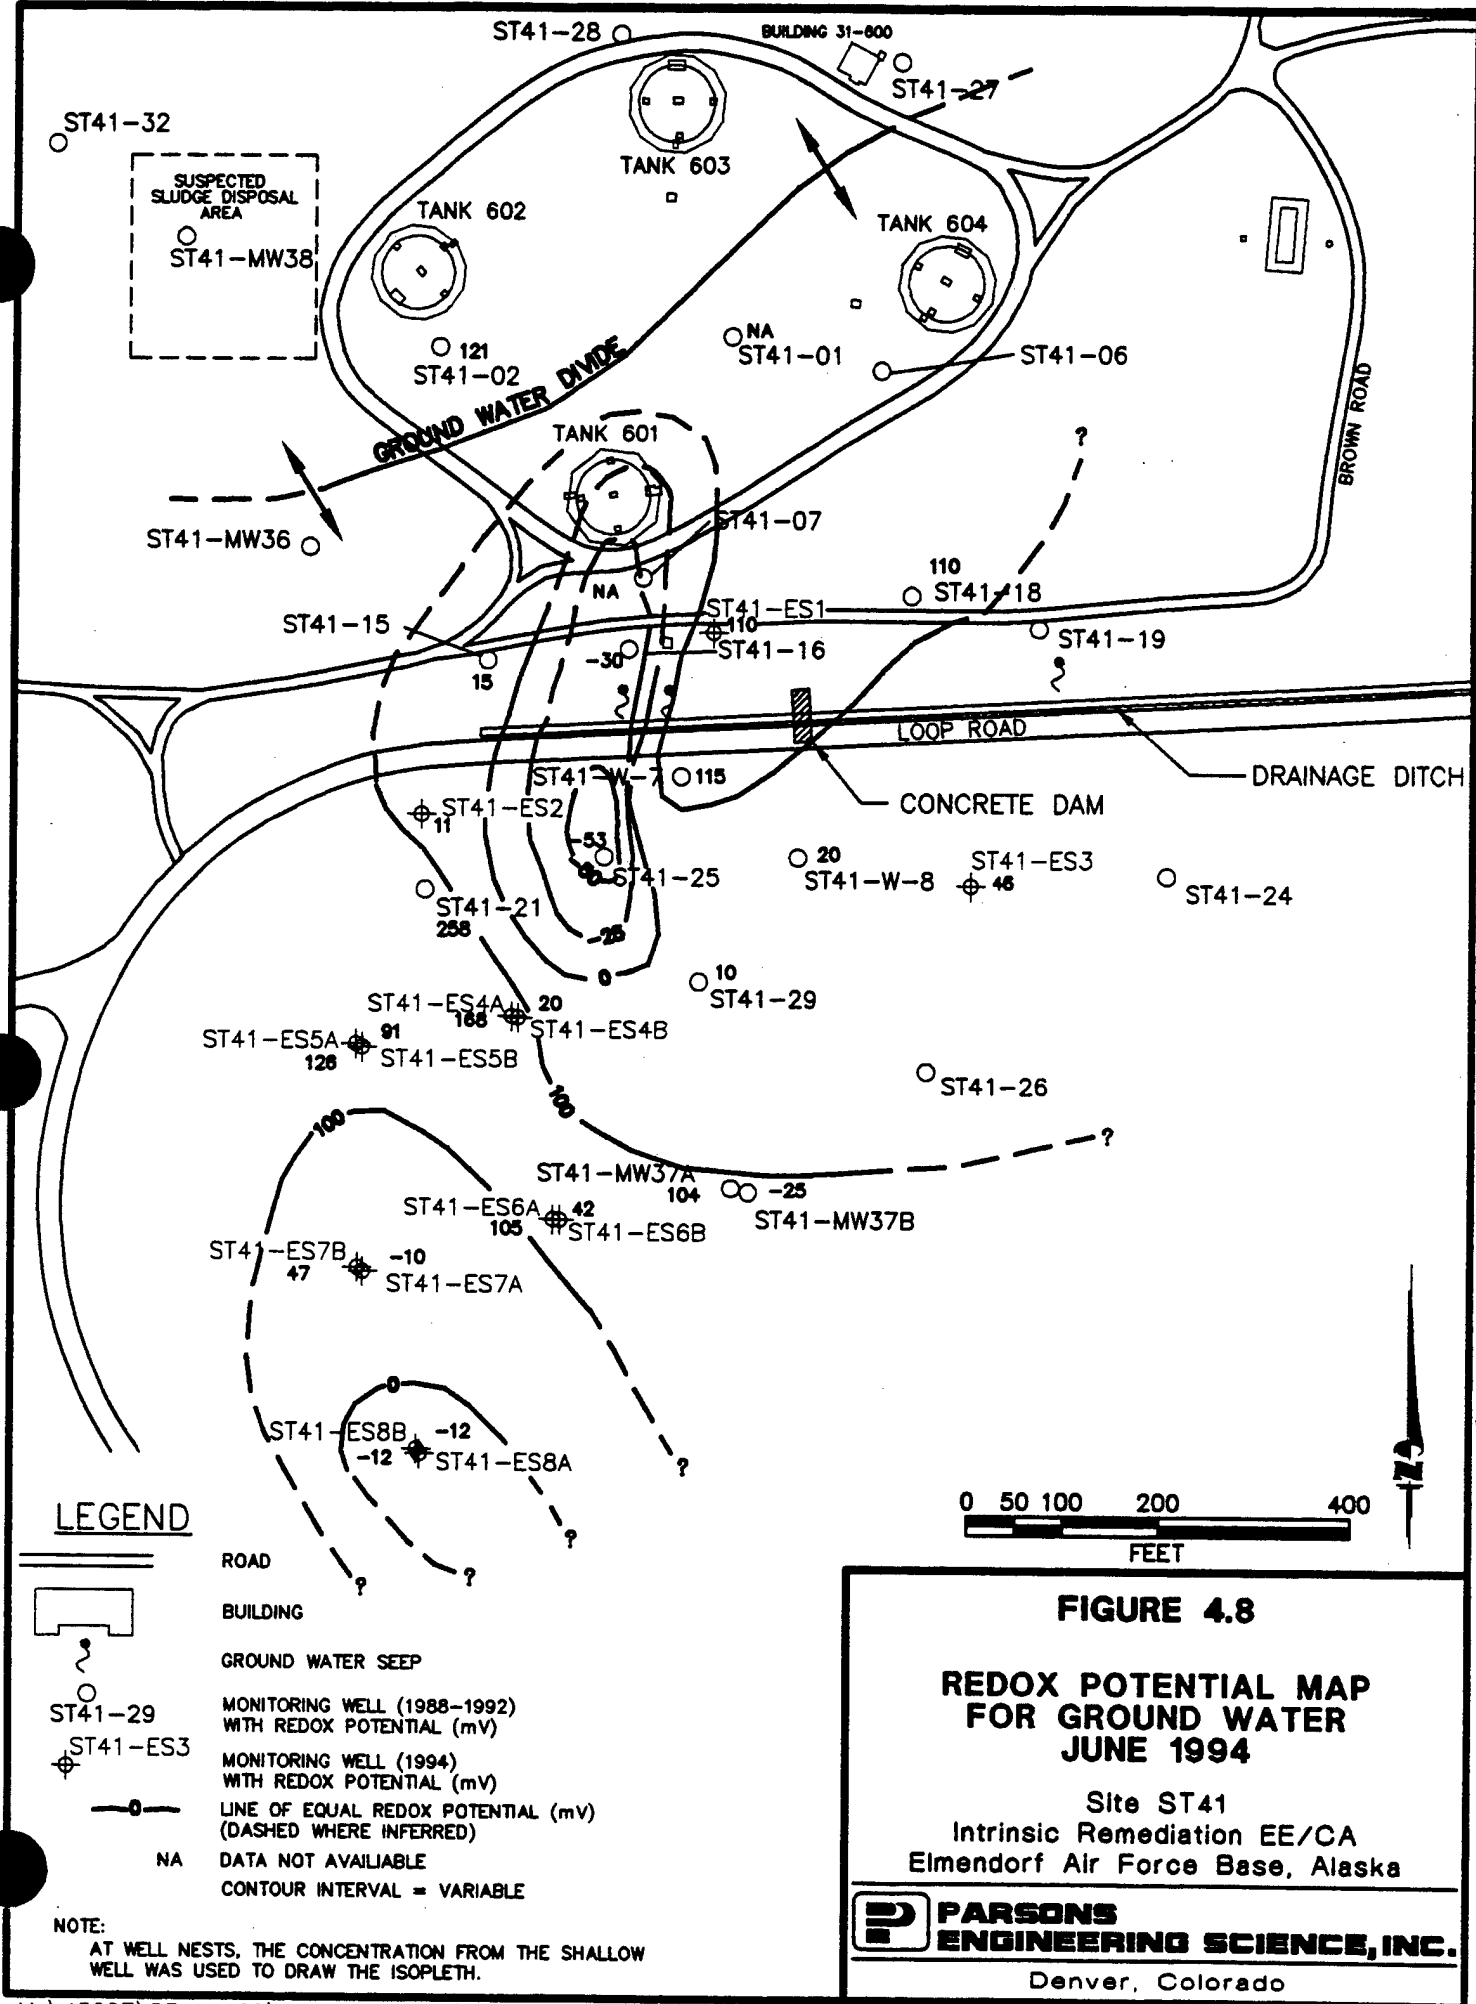 ST41-28
BUILDING 31-600
ST41-27
ST41-32
TANK 603
SUSPECTED
SLUDGE DISPOSAL
AREA
ST41-MW38
TANK 602
TANK 604
121
ST41-02
NA
ST41-01
ST41-06
GROUND WATER DIVIDE
BROWN ROAD
TANK 601
?
ST41-07
ST41-MW36
NA
110
ST41-18
ST41-ES1
110
ST41-15
ST41-16
-30
15
ST41-19
LOOP ROAD
DRAINAGE DITCH
CONCRETE DAM
ST41-W-7
115
ST41-ES2
11
-53
ST41-25
20
ST41-W-8
ST41-ES3
46
ST41-24
ST41-21
258
-25
0
10
ST41-29
ST41-ES4A
168
20
ST41-ES4B
ST41-ES5A
126
91
ST41-ES5B
ST41-26
100
100
?
ST41-MW37A
104
-25
ST41-MW37B
ST41-ES6A
105
42
ST41-ES6B
ST41-ES7B
47
-10
ST41-ES7A
0
ST41-ES8B
-12
-12
ST41-ES8A
?
?
?
?
N
0 50 100 200 400
FEET
LEGEND
ROAD
BUILDING
GROUND WATER SEEP
ST41-29
MONITORING WELL (1988-1992)
WITH REDOX POTENTIAL (mV)
ST41-ES3
MONITORING WELL (1994)
WITH REDOX POTENTIAL (mV)
0
LINE OF EQUAL REDOX POTENTIAL (mV)
(DASHED WHERE INFERRED)
NA DATA NOT AVAILIABLE
CONTOUR INTERVAL = VARIABLE
NOTE:
AT WELL NESTS, THE CONCENTRATION FROM THE SHALLOW
WELL WAS USED TO DRAW THE ISOPLETH.
FIGURE 4.8
REDOX POTENTIAL MAP
FOR GROUND WATER
JUNE 1994
Site ST41
Intrinsic Remediation EE/CA
Elmendorf Air Force Base, Alaska
PARSONS
ENGINEERING SCIENCE, INC.
Denver, Colorado